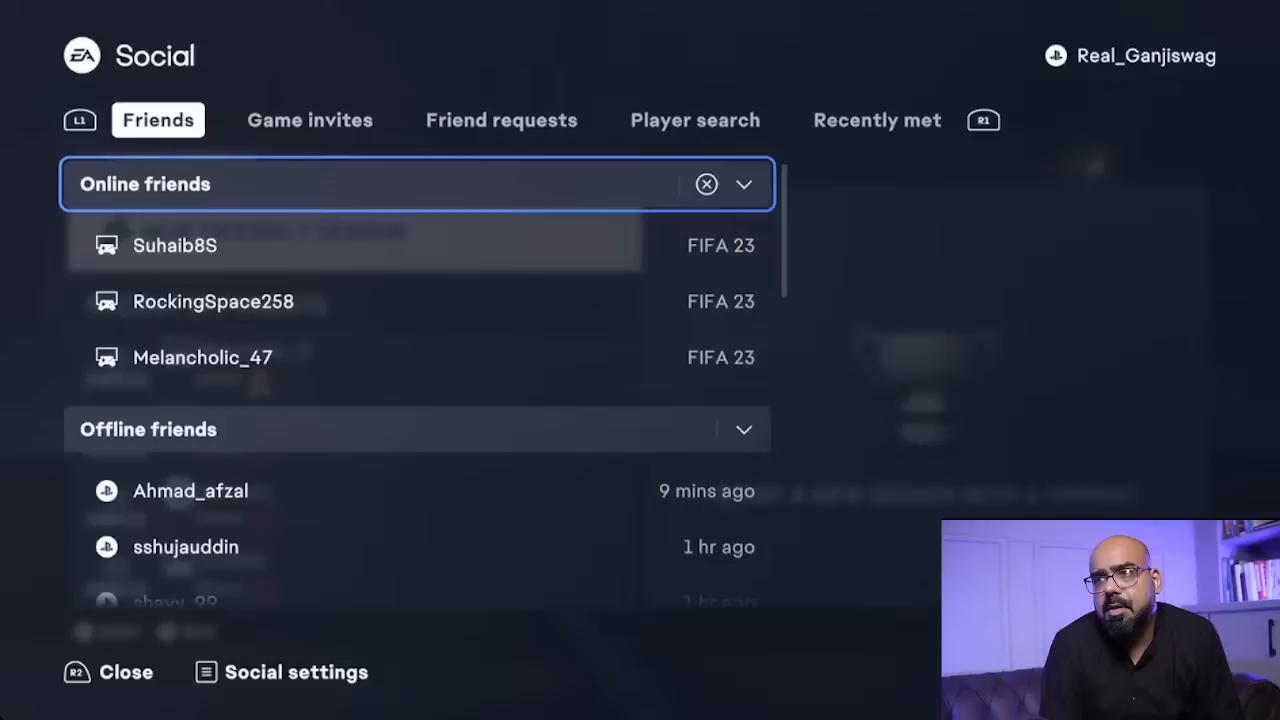 EA Social
Real_Ganjiswag
L1 Friends Game invites Friend requests Player search Recently met R1
Online friends
Suhaib8S FIFA 23
RockingSpace258 FIFA 23
Melancholic_47 FIFA 23
Offline friends
Ahmad_afzal 9 mins ago
sshujauddin 1 hr ago
R2 Close Social settings